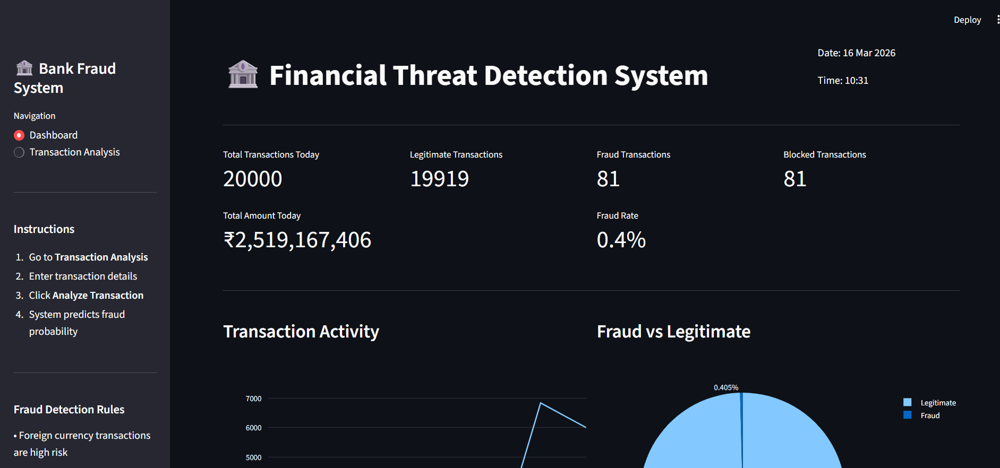 Deploy
Bank Fraud
System
Navigation
Dashboard
Transaction Analysis
Instructions
1. Go to Transaction Analysis
2. Enter transaction details
3. Click Analyze Transaction
4. System predicts fraud
probability
Fraud Detection Rules
• Foreign currency transactions
are high risk
Financial Threat Detection System
Date: 16 Mar 2026
Time: 10:31
Total Transactions Today
20000
Legitimate Transactions
19919
Fraud Transactions
81
Blocked Transactions
81
Total Amount Today
₹2,519,167,406
Fraud Rate
0.4%
Transaction Activity
7000
6000
5000
Fraud vs Legitimate
0.405%
Legitimate
Fraud